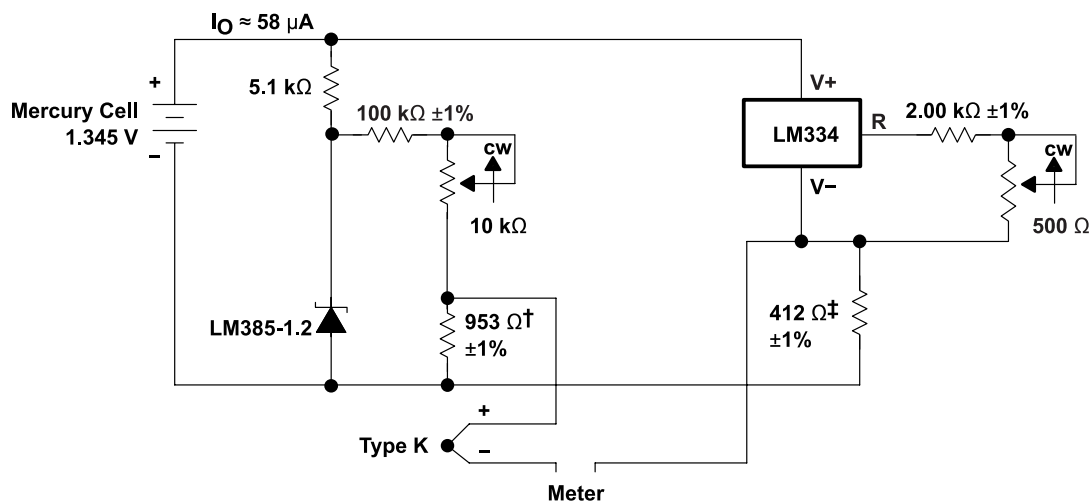 IO ≈ 58 µA
5.1 kΩ
+
Mercury Cell
1.345 V
−
100 kΩ ±1%
cw
10 kΩ
LM385-1.2
953 Ω†
±1%
V+
LM334
R
2.00 kΩ ±1%
cw
V−
500 Ω
412 Ω‡
±1%
+
Type K
−
Meter